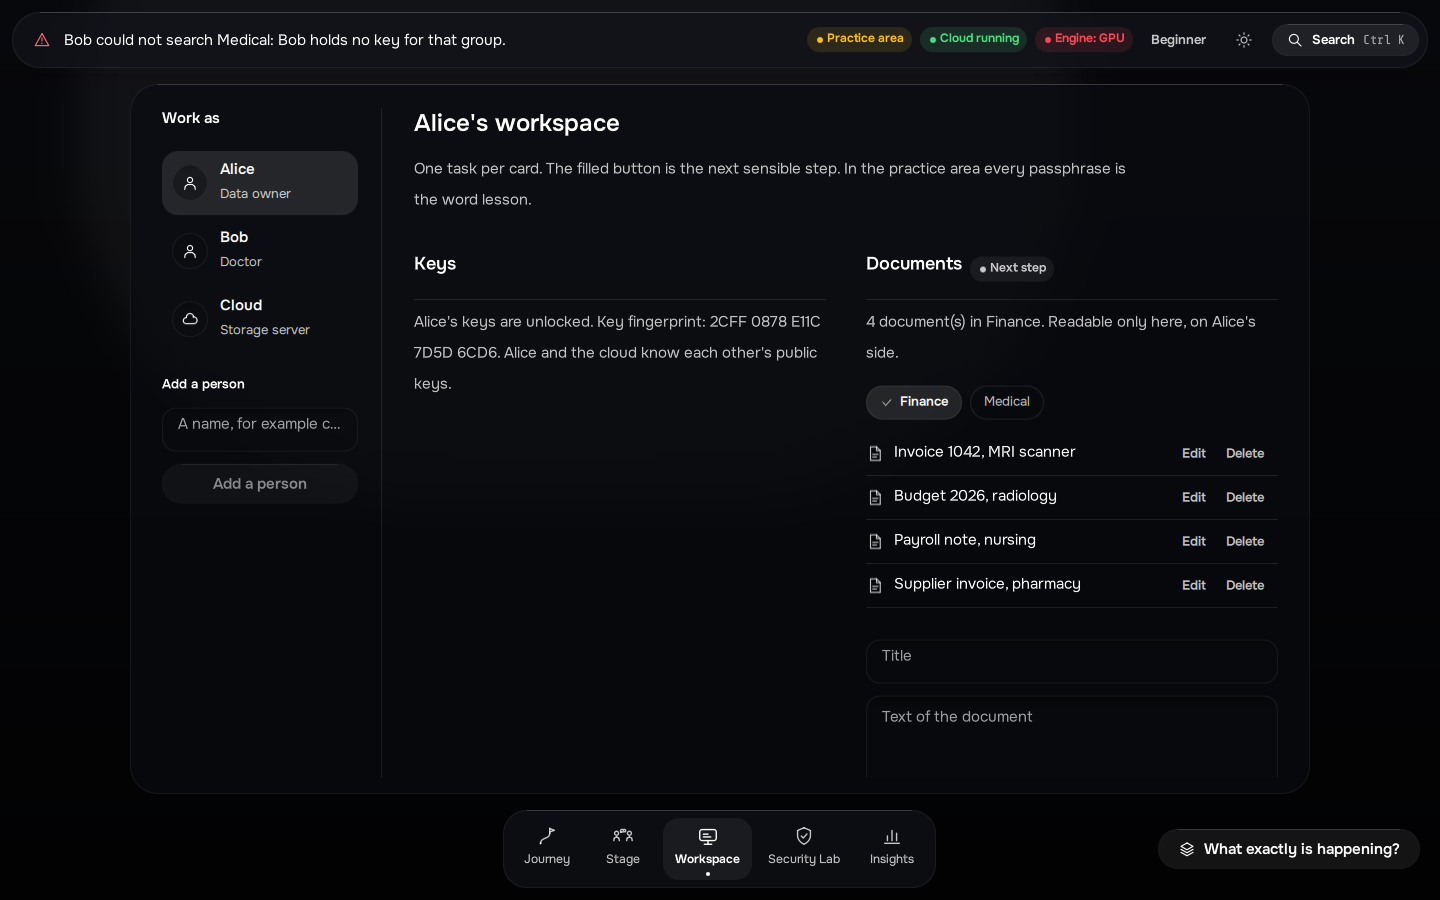 Bob could not search Medical: Bob holds no key for that group.
Practice area
Cloud running
Engine: GPU
Beginner
Search Ctrl K
Work as
Alice
Data owner
Bob
Doctor
Cloud
Storage server
Add a person
A name, for example c...
Add a person
Alice's workspace
One task per card. The filled button is the next sensible step. In the practice area every passphrase is
the word lesson.
Keys
Alice's keys are unlocked. Key fingerprint: 2CFF 0878 E11C
7D5D 6CD6. Alice and the cloud know each other's public
keys.
Documents
Next step
4 document(s) in Finance. Readable only here, on Alice's
side.
Finance
Medical
Invoice 1042, MRI scanner Edit Delete
Budget 2026, radiology Edit Delete
Payroll note, nursing Edit Delete
Supplier invoice, pharmacy Edit Delete
Title
Text of the document
Journey
Stage
Workspace
Security Lab
Insights
What exactly is happening?